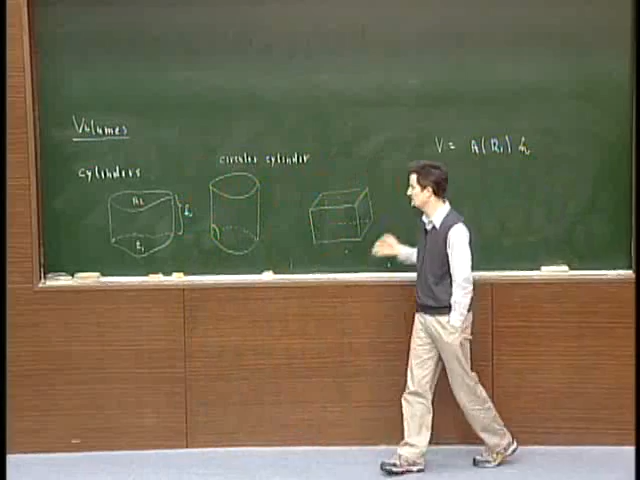 Volumes
cylinders
circular cylinder
V = A(R₁) h
R₂
h
R₁